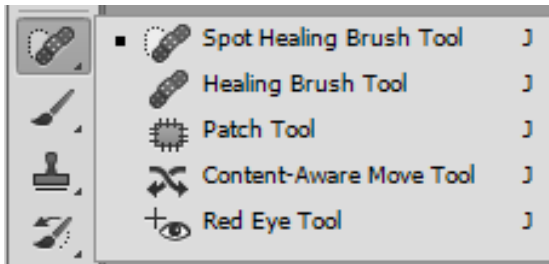 Spot Healing Brush Tool J
Healing Brush Tool J
Patch Tool J
Content-Aware Move Tool J
Red Eye Tool J